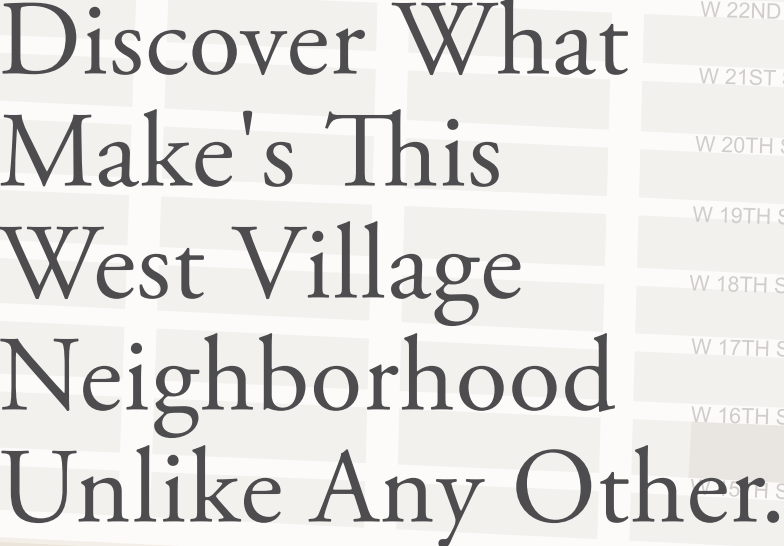 Discover What
Make's This
West Village
Neighborhood
Unlike Any Other.
W 22ND
W 21ST
W 20TH
W 19TH S
W 18TH S
W 17TH S
W 16TH S